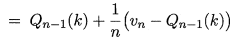 = Q_{n−1}(k) + \frac{1}{n}(v_n − Q_{n−1}(k))